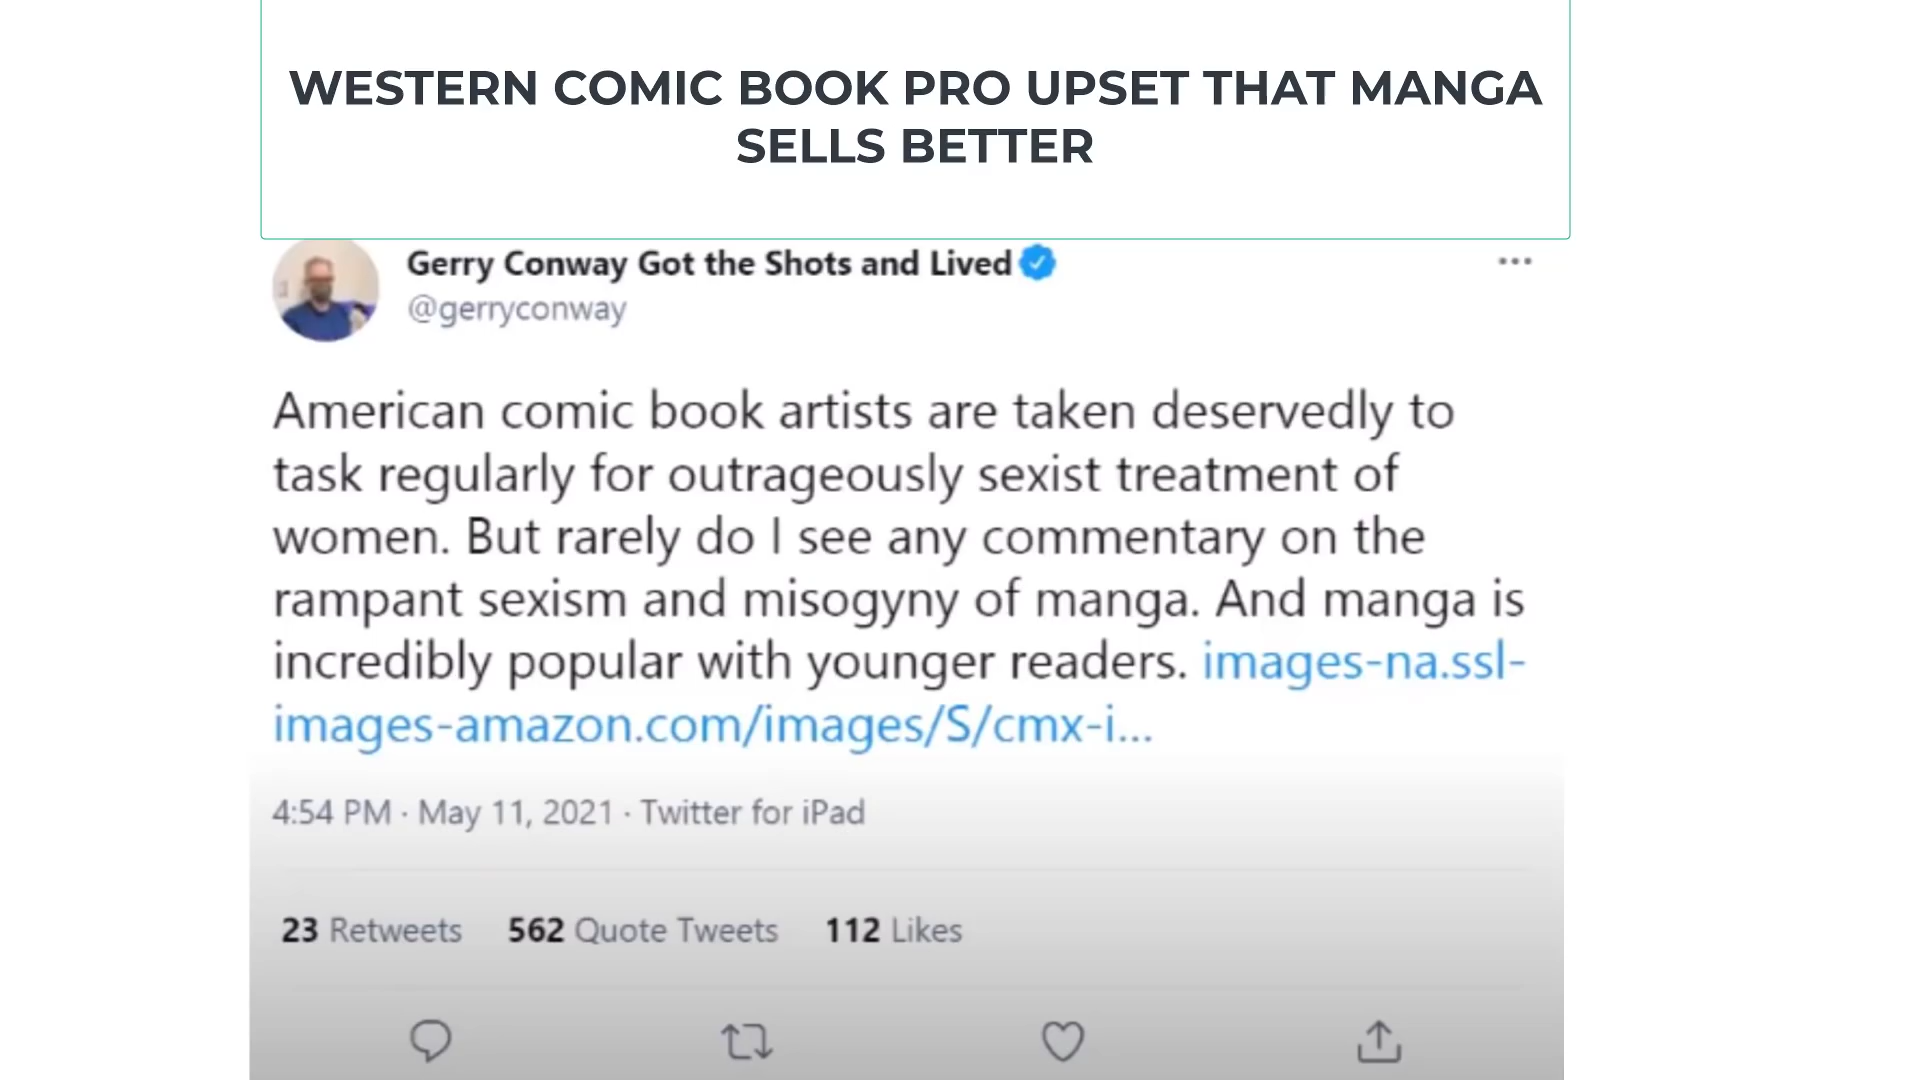 WESTERN COMIC BOOK PRO UPSET THAT MANGA
SELLS BETTER
Gerry Conway Got the Shots and Lived
@gerryconway
American comic book artists are taken deservedly to
task regularly for outrageously sexist treatment of
women. But rarely do I see any commentary on the
rampant sexism and misogyny of manga. And manga is
incredibly popular with younger readers. images-na.ssl-
images-amazon.com/images/S/cmx-i...
4:54 PM · May 11, 2021 · Twitter for iPad
23 Retweets 562 Quote Tweets 112 Likes